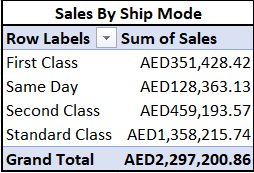 Sales By Ship Mode
Row Labels Sum of Sales
First Class AED351,428.42
Same Day AED128,363.13
Second Class AED459,193.57
Standard Class AED1,358,215.74
Grand Total AED2,297,200.86